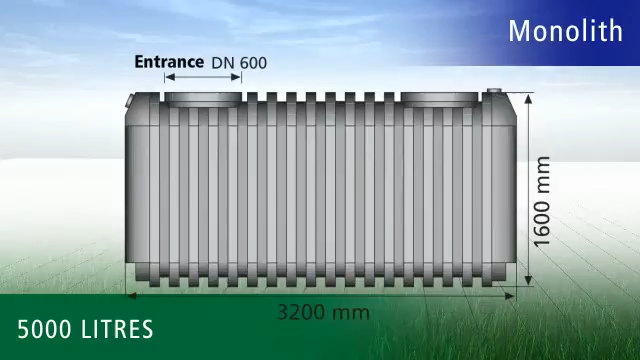 Monolith
Entrance DN 600
1600 mm
3200 mm
5000 LITRES